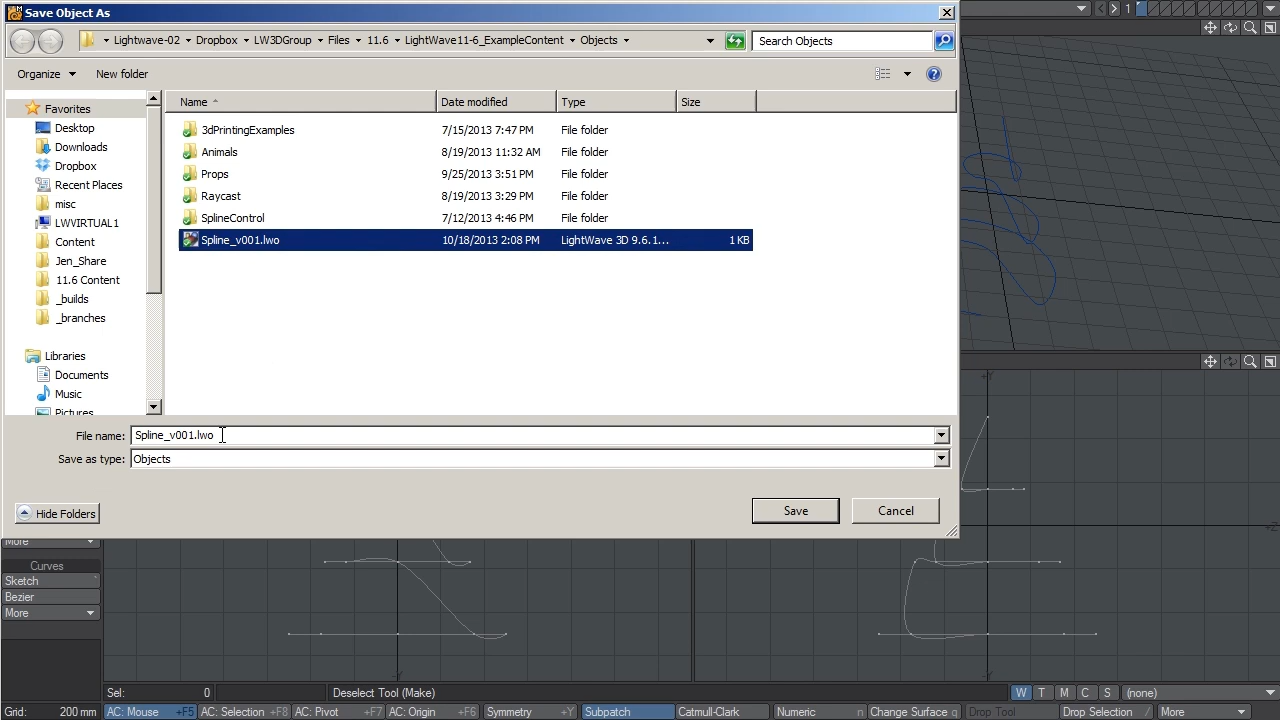 Save Object As
1
Lightwave-02 Dropbox LW3DGroup Files 11.6 LightWave11-6_ExampleContent Objects
Search Objects
Organize New folder
Favorites
Desktop
Downloads
Dropbox
Recent Places
misc
LWVIRTUAL1
Content
Jen_Share
11.6 Content
_builds
_branches
Libraries
Documents
Music
Pictures
Name Date modified Type Size
3dPrintingExamples 7/15/2013 7:47 PM File folder
Animals 8/19/2013 11:32 AM File folder
Props 9/25/2013 3:51 PM File folder
Raycast 8/19/2013 3:29 PM File folder
SplineControl 7/12/2013 4:46 PM File folder
Spline_v001.lwo 10/18/2013 2:08 PM LightWave 3D 9.6.1... 1 KB
File name: Spline_v001.lwo
Save as type: Objects
Hide Folders Save Cancel
More
Curves
Sketch `
Bezier
More
+Y
-Y
-Y
Sel: 0 Deselect Tool (Make) W T M C S (none)
Grid: 200 mm AC: Mouse +F5 AC: Selection +F8 AC: Pivot +F7 AC: Origin +F6 Symmetry +Y Subpatch Catmull-Clark Numeric n Change Surface q Drop Tool Drop Selection / More